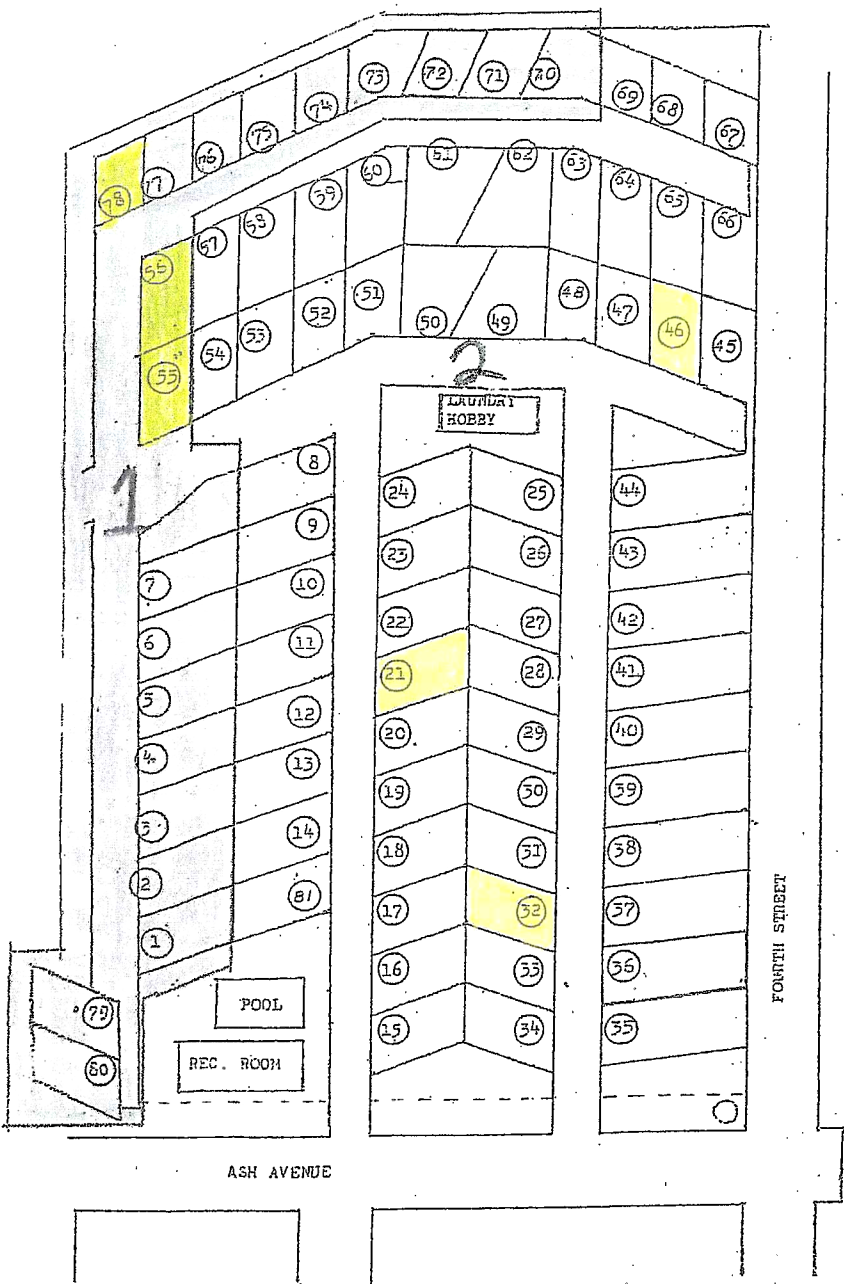 73 72 71 70
74 69 68
75 67
76
77
78
60 61 62 63
59 64
58 65
57 66
56
51 50 49 48
52 47
53 46
54 45
55
2
LAUNDRY
HOBBY
1
8 24 25 44
9 23 26 43
7 10 22 27 42
6 11 21 28 41
5 12 20 29 40
4 13 19 30 39
3 14 18 31 38
2 81 17 32 37
1 16 33 36
79 POOL 15 34 35
80 REC. ROOM
FOURTH STREET
ASH AVENUE